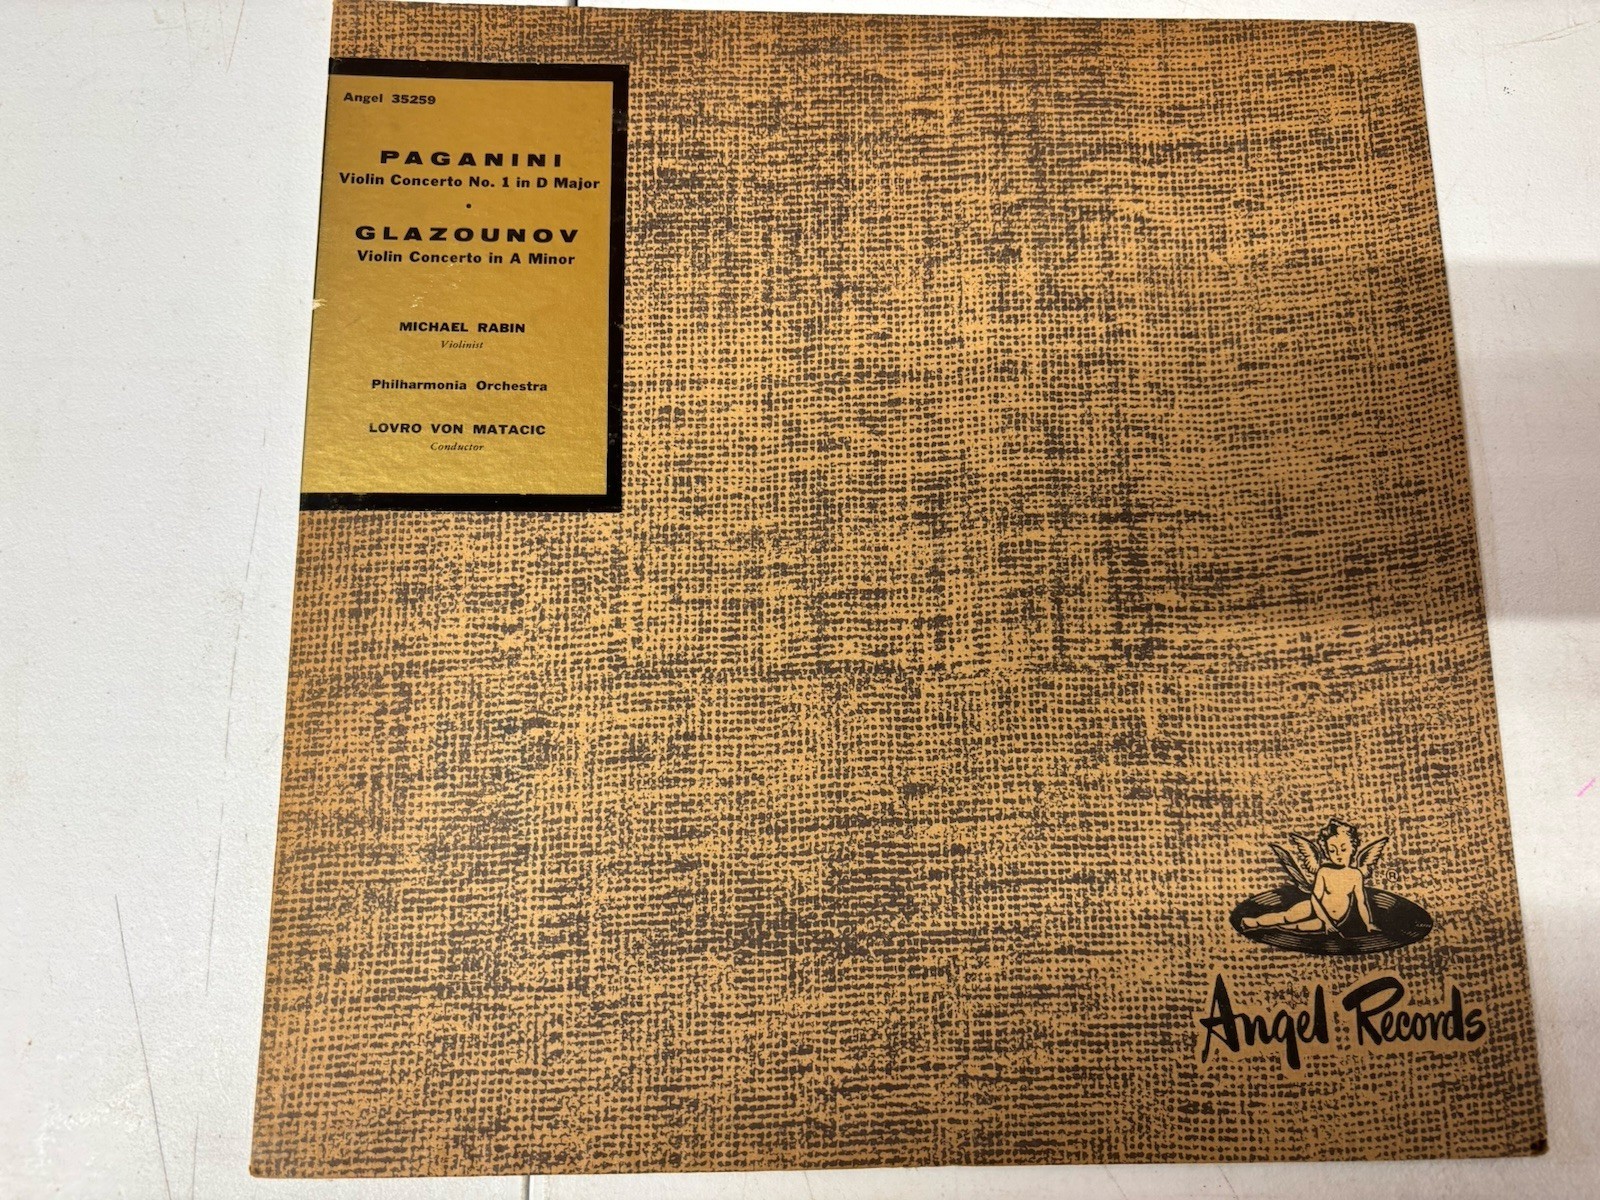 Angel 35259
PAGANINI
Violin Concerto No. 1 in D Major
•
GLAZOUNOV
Violin Concerto in A Minor
MICHAEL RABIN
Violinist
Philharmonia Orchestra
LOVRO VON MATACIC
Conductor
®
Angel Records